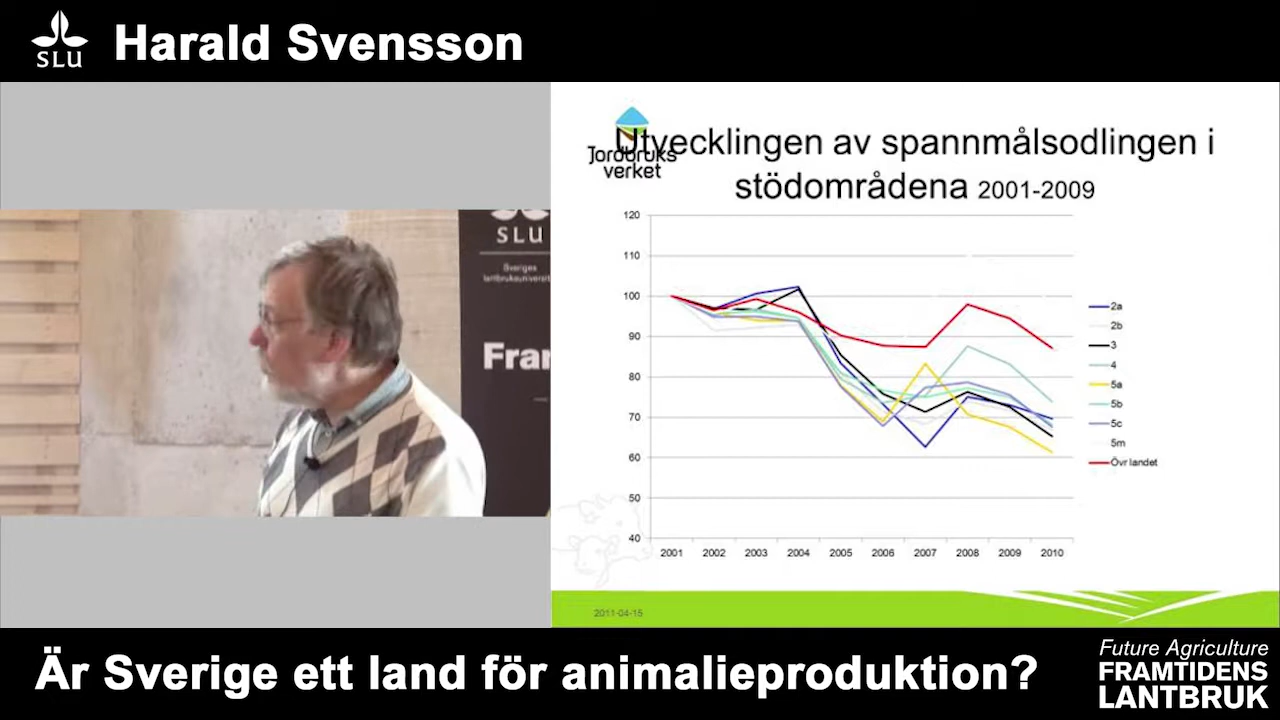 SLU
Harald Svensson
SLU
Sveriges
Fra
Jordbruks
verket
Utvecklingen av spannmålsodlingen i
stödområdena 2001-2009
120
110
100
90
80
70
60
50
40
2001 2002 2003 2004 2005 2006 2007 2008 2009 2010
2a
2b
3
4
5a
5b
5c
5m
Övr landet
2011-04-15
Är Sverige ett land för animalieproduktion?
Future Agriculture
FRAMTIDENS
LANTBRUK